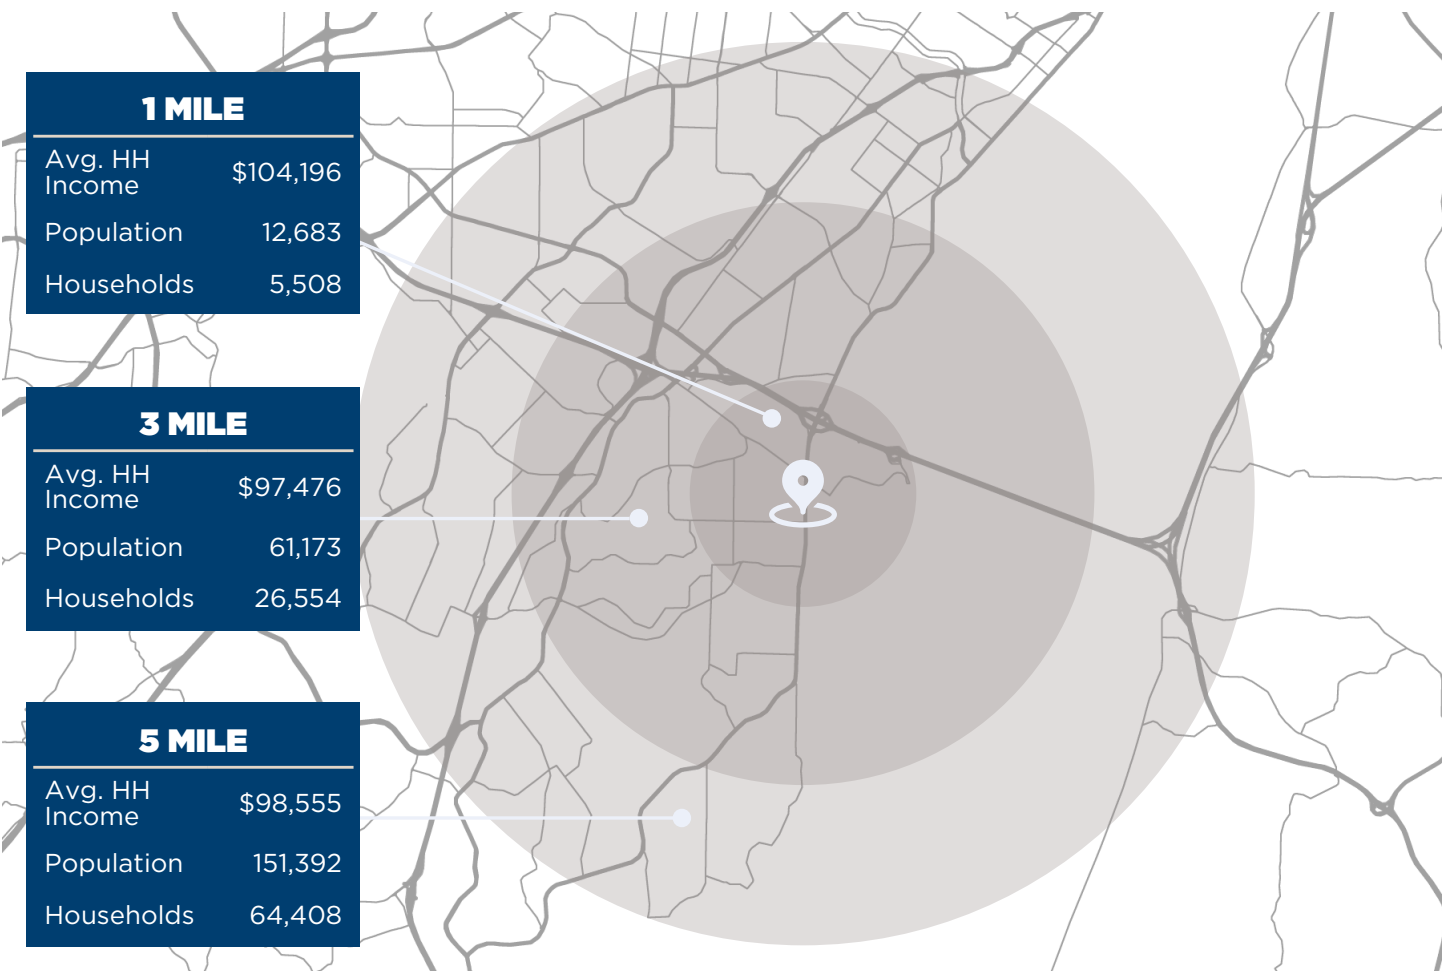 1 MILE
Avg. HH
Income $104,196
Population 12,683
Households 5,508
3 MILE
Avg. HH
Income $97,476
Population 61,173
Households 26,554
5 MILE
Avg. HH
Income $98,555
Population 151,392
Households 64,408